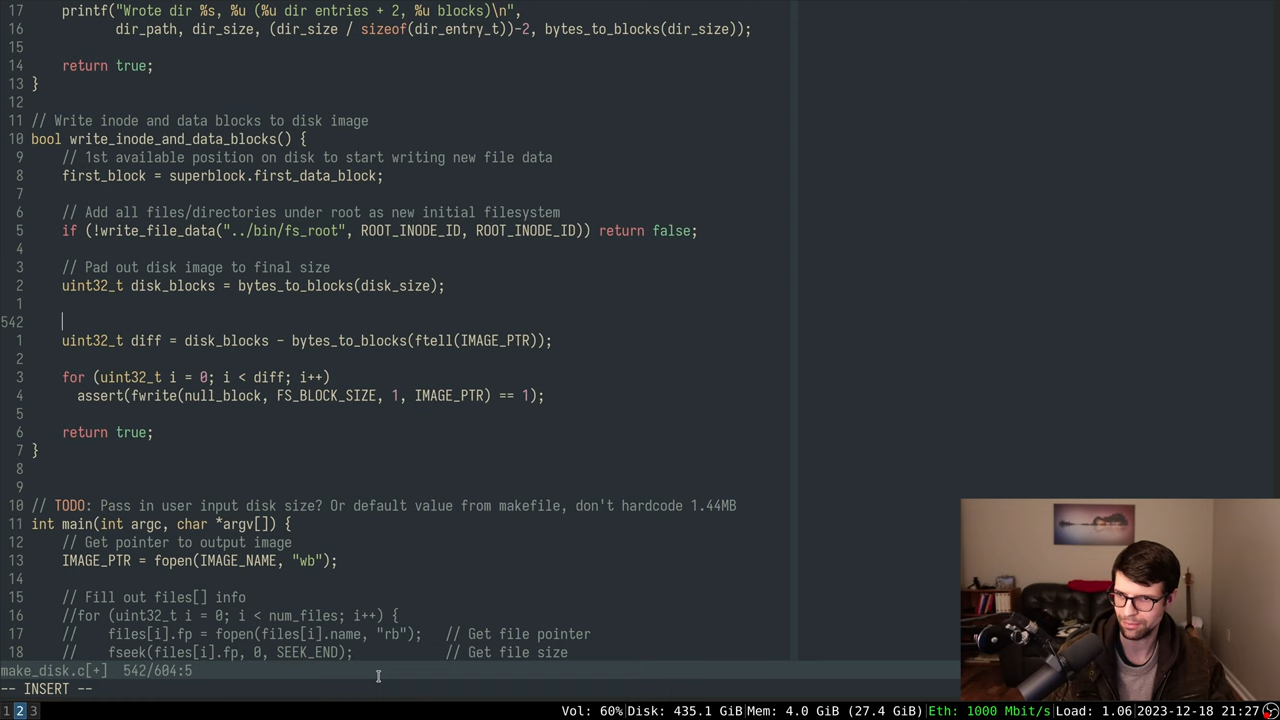 17     printf("Wrote dir %s, %u (%u dir entries + 2, %u blocks)\n",
16            dir_path, dir_size, (dir_size / sizeof(dir_entry_t))-2, bytes_to_blocks(dir_size));
15
14     return true;
13 }
12
11 // Write inode and data blocks to disk image
10 bool write_inode_and_data_blocks() {
9     // 1st available position on disk to start writing new file data
8     first_block = superblock.first_data_block;
7
6     // Add all files/directories under root as new initial filesystem
5     if (!write_file_data("../bin/fs_root", ROOT_INODE_ID, ROOT_INODE_ID)) return false;
4
3     // Pad out disk image to final size
2     uint32_t disk_blocks = bytes_to_blocks(disk_size);
1
542
1     uint32_t diff = disk_blocks - bytes_to_blocks(ftell(IMAGE_PTR));
2
3     for (uint32_t i = 0; i < diff; i++)
4       assert(fwrite(null_block, FS_BLOCK_SIZE, 1, IMAGE_PTR) == 1);
5
6     return true;
7 }
8
9
10 // TODO: Pass in user input disk size? Or default value from makefile, don't hardcode 1.44MB
11 int main(int argc, char *argv[]) {
12     // Get pointer to output image
13     IMAGE_PTR = fopen(IMAGE_NAME, "wb");
14
15     // Fill out files[] info
16     //for (uint32_t i = 0; i < num_files; i++) {
17     //    files[i].fp = fopen(files[i].name, "rb");   // Get file pointer
18     //    fseek(files[i].fp, 0, SEEK_END);            // Get file size
make_disk.c[+]  542/604:5
-- INSERT --
1 2 3 Vol: 60% Disk: 435.1 GiB Mem: 4.0 GiB (27.4 GiB) Eth: 1000 Mbit/s Load: 1.06 2023-12-18 21:27